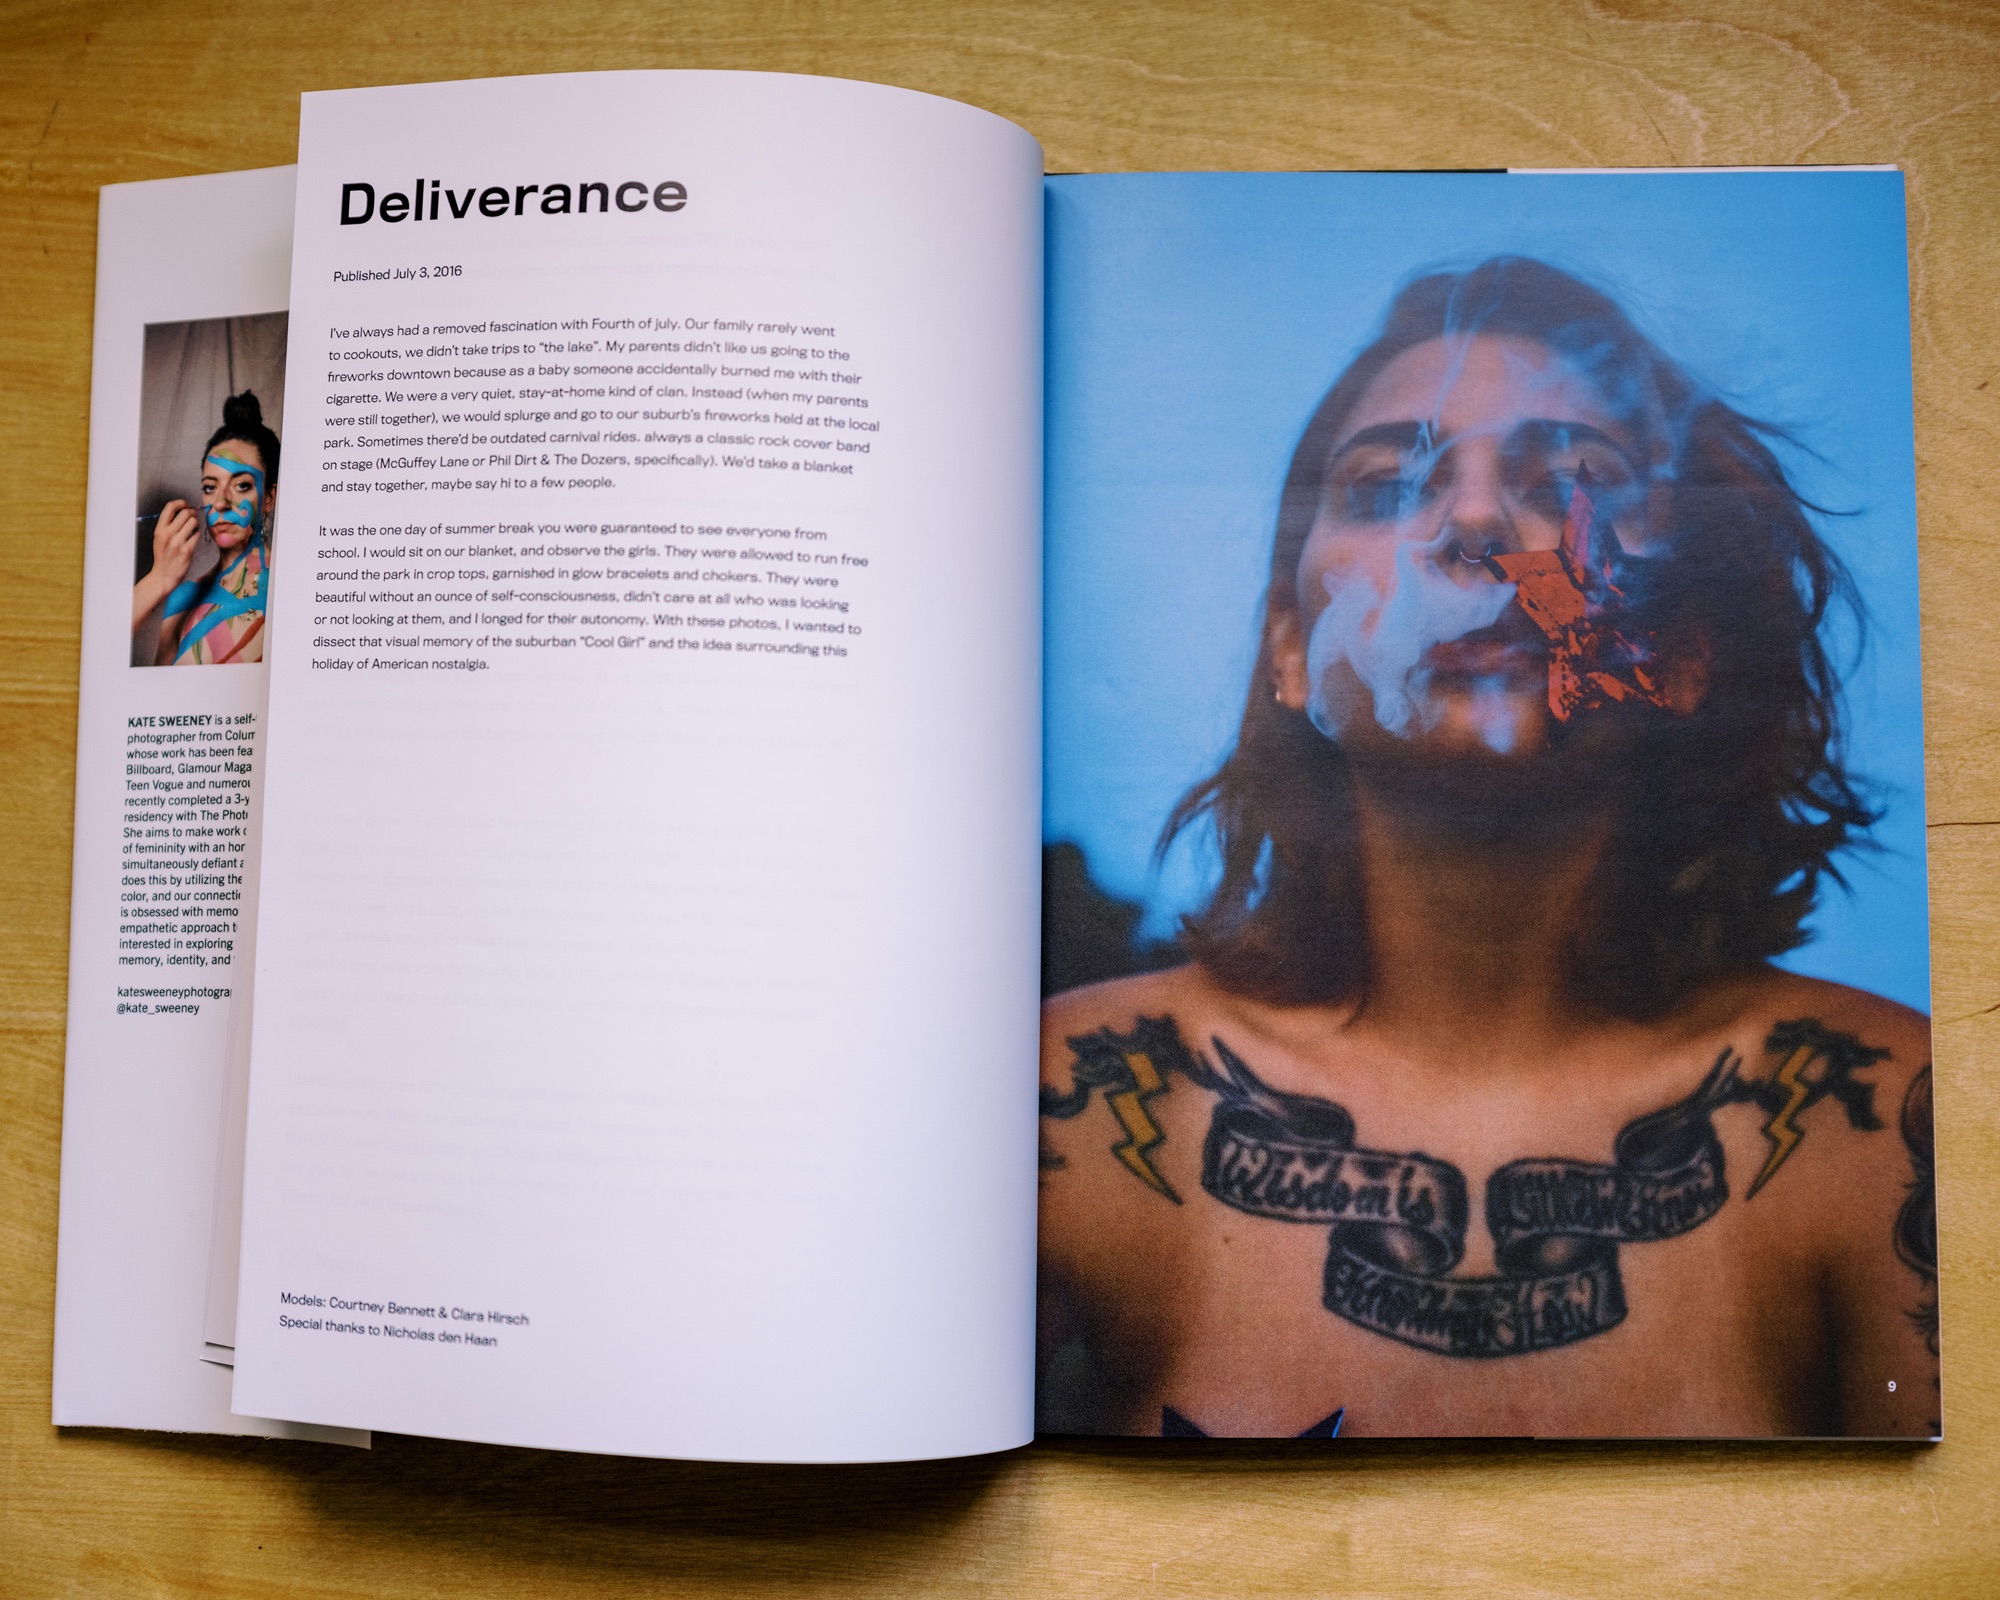 Deliverance
Published July 3, 2016
I've always had a removed fascination with Fourth of july. Our family rarely went
to cookouts, we didn't take trips to "the lake". My parents didn't like us going to the
fireworks downtown because as a baby someone accidentally burned me with their
cigarette. We were a very quiet, stay-at-home kind of clan. Instead (when my parents
were still together), we would splurge and go to our suburb's fireworks held at the local
park. Sometimes there'd be outdated carnival rides. always a classic rock cover band
on stage (McGuffey Lane or Phil Dirt & The Dozers, specifically). We'd take a blanket
and stay together, maybe say hi to a few people.
It was the one day of summer break you were guaranteed to see everyone from
school. I would sit on our blanket, and observe the girls. They were allowed to run free
around the park in crop tops, garnished in glow bracelets and chokers. They were
beautiful without an ounce of self-consciousness, didn't care at all who was looking
or not looking at them, and I longed for their autonomy. With these photos, I wanted to
dissect that visual memory of the suburban "Cool Girl" and the idea surrounding this
holiday of American nostalgia.
Models: Courtney Bennett & Clara Hirsch
Special thanks to Nicholas den Haan
KATE SWEENEY is a self-
photographer from Colum
whose work has been fea
Billboard, Glamour Maga
Teen Vogue and numerou
recently completed a 3-y
residency with The Phot
She aims to make work
of femininity with an hor
simultaneously defiant a
does this by utilizing the
color, and our connecti
is obsessed with memo
empathetic approach t
interested in exploring
memory, identity, and
katesweeneyphotogra
@kate_sweeney
Wisdom is
9